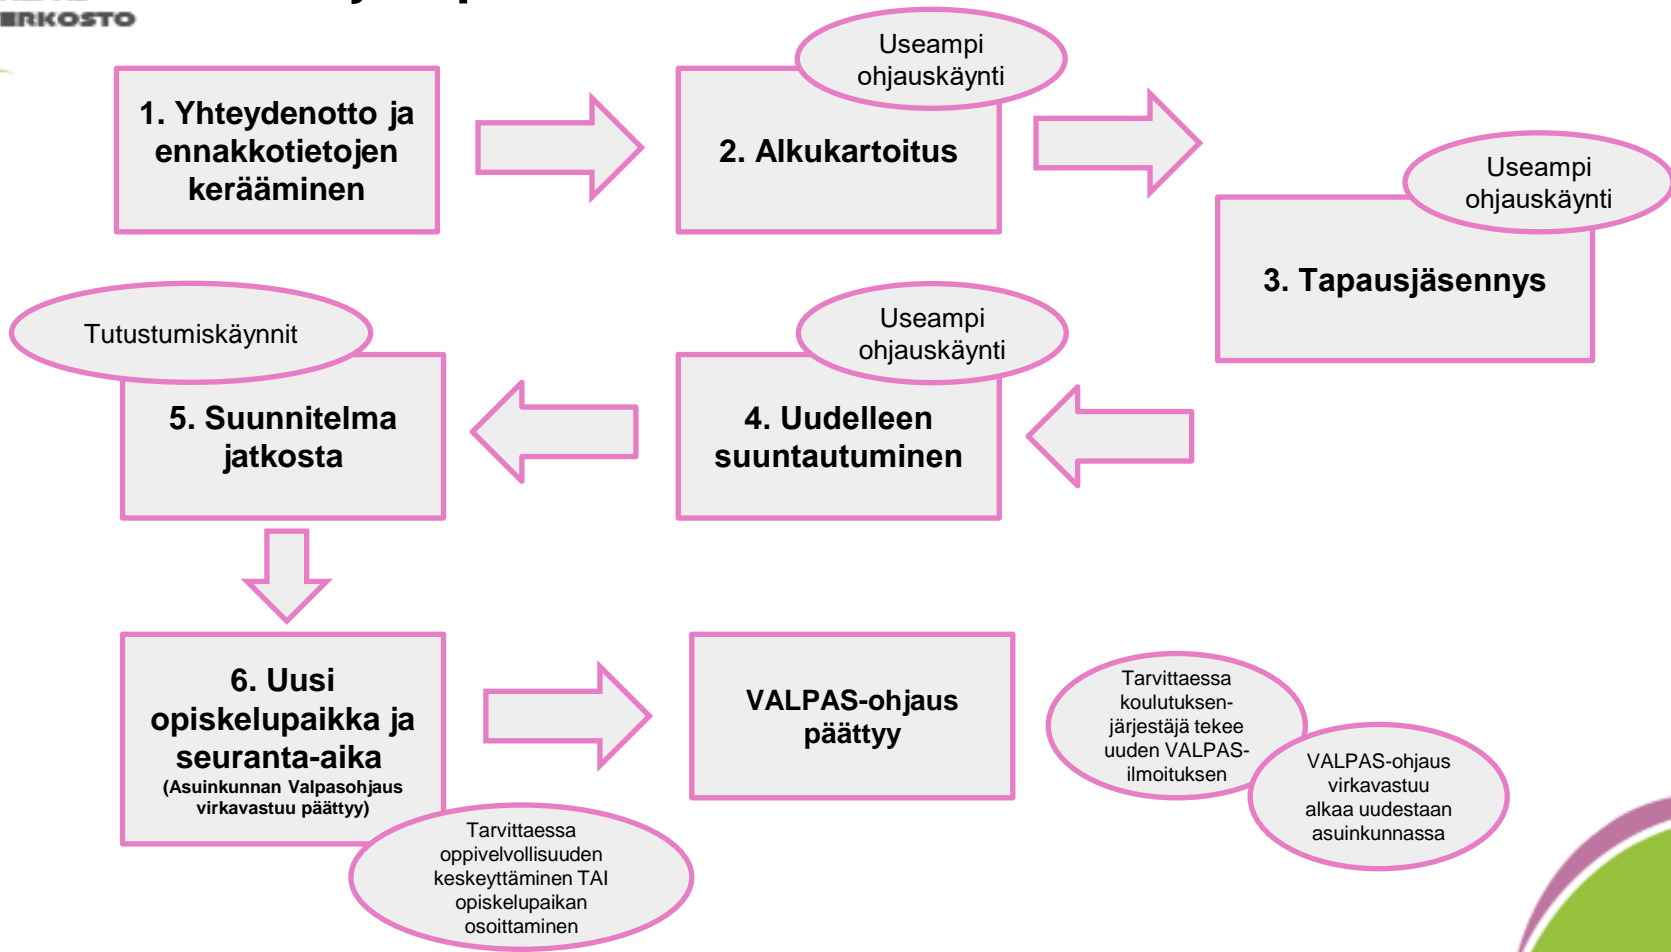 Useampi
ohjauskäynti
1. Yhteydenotto ja
ennakkotietojen
kerääminen
2. Alkukartoitus
Useampi
ohjauskäynti
3. Tapausjäsennys
Tutustumiskäynnit
5. Suunnitelma
jatkosta
Useampi
ohjauskäynti
4. Uudelleen
suuntautuminen
6. Uusi
opiskelupaikka ja
seuranta-aika
(Asuinkunnan Valpasohjaus
virkavastuu päättyy)
Tarvittaessa
oppivelvollisuuden
keskeyttäminen TAI
opiskelupaikan
osoittaminen
VALPAS-ohjaus
päättyy
Tarvittaessa
koulutuksen-
järjestäjä tekee
uuden VALPAS-
ilmoituksen
VALPAS-ohjaus
virkavastuu
alkaa uudestaan
asuinkunnassa